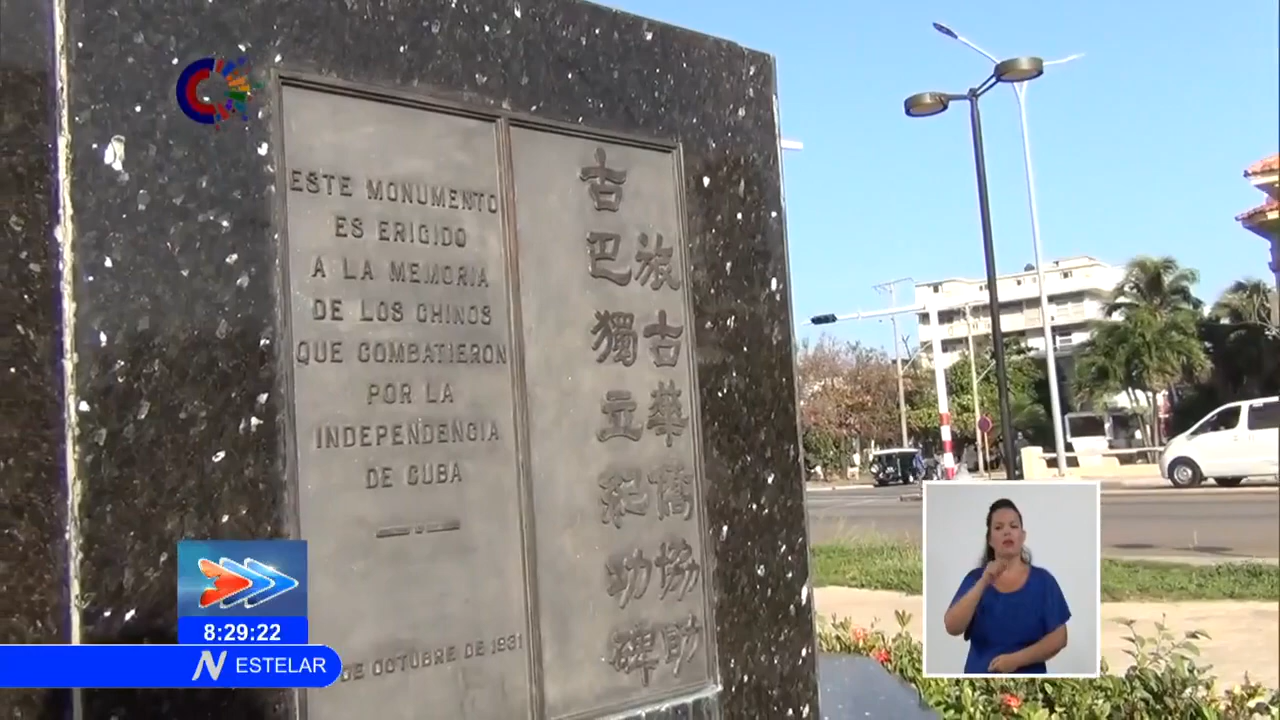 ESTE MONUMENTO
ES ERIGIDO
A LA MEMORIA
DE LOS CHINOS
QUE COMBATIERON
POR LA
INDEPENDENCIA
DE CUBA
DE OCTUBRE DE 1931
旅古華僑協助
古巴獨立紀功碑
8:29:22
N ESTELAR